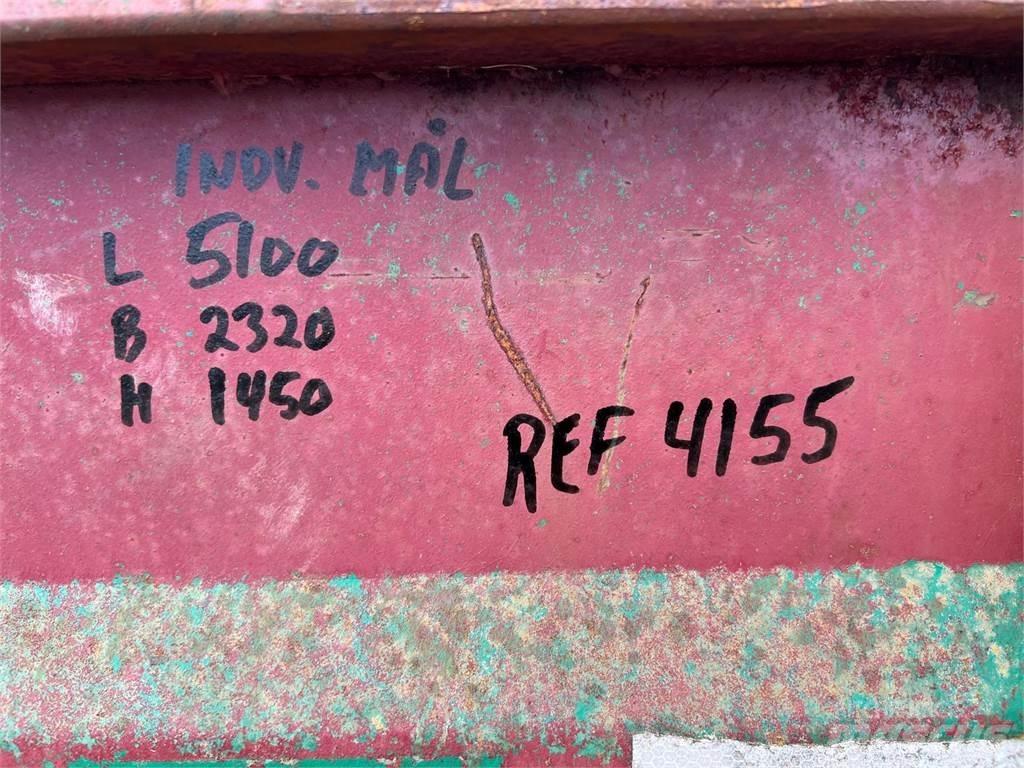 INDV. MÅL
L 5100
B 2320
H 1450
REF 4155